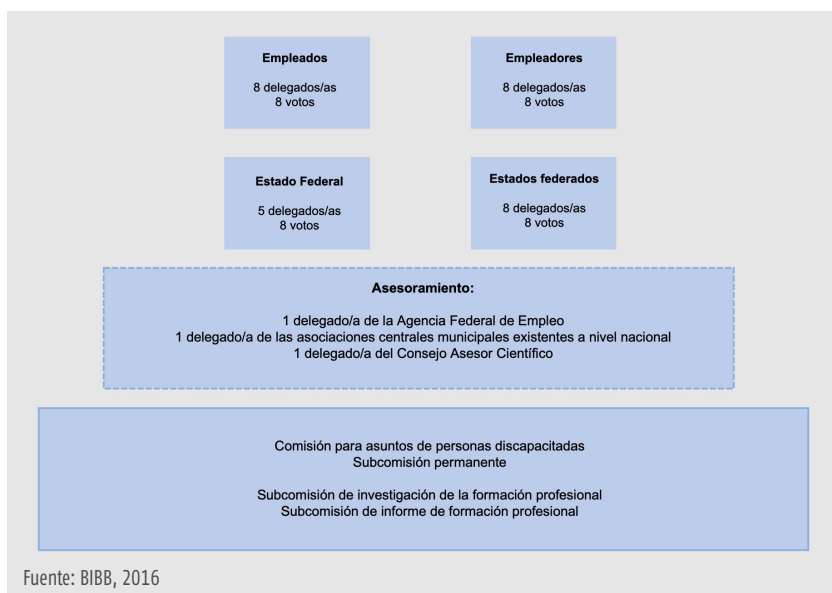 Empleados
8 delegados/as
8 votos
Empleadores
8 delegados/as
8 votos
Estado Federal
5 delegados/as
8 votos
Estados federados
8 delegados/as
8 votos
Asesoramiento:
1 delegado/a de la Agencia Federal de Empleo
1 delegado/a de las asociaciones centrales municipales existentes a nivel nacional
1 delegado/a del Consejo Asesor Científico
Comisión para asuntos de personas discapacitadas
Subcomisión permanente
Subcomisión de investigación de la formación profesional
Subcomisión de informe de formación profesional
Fuente: BIBB, 2016